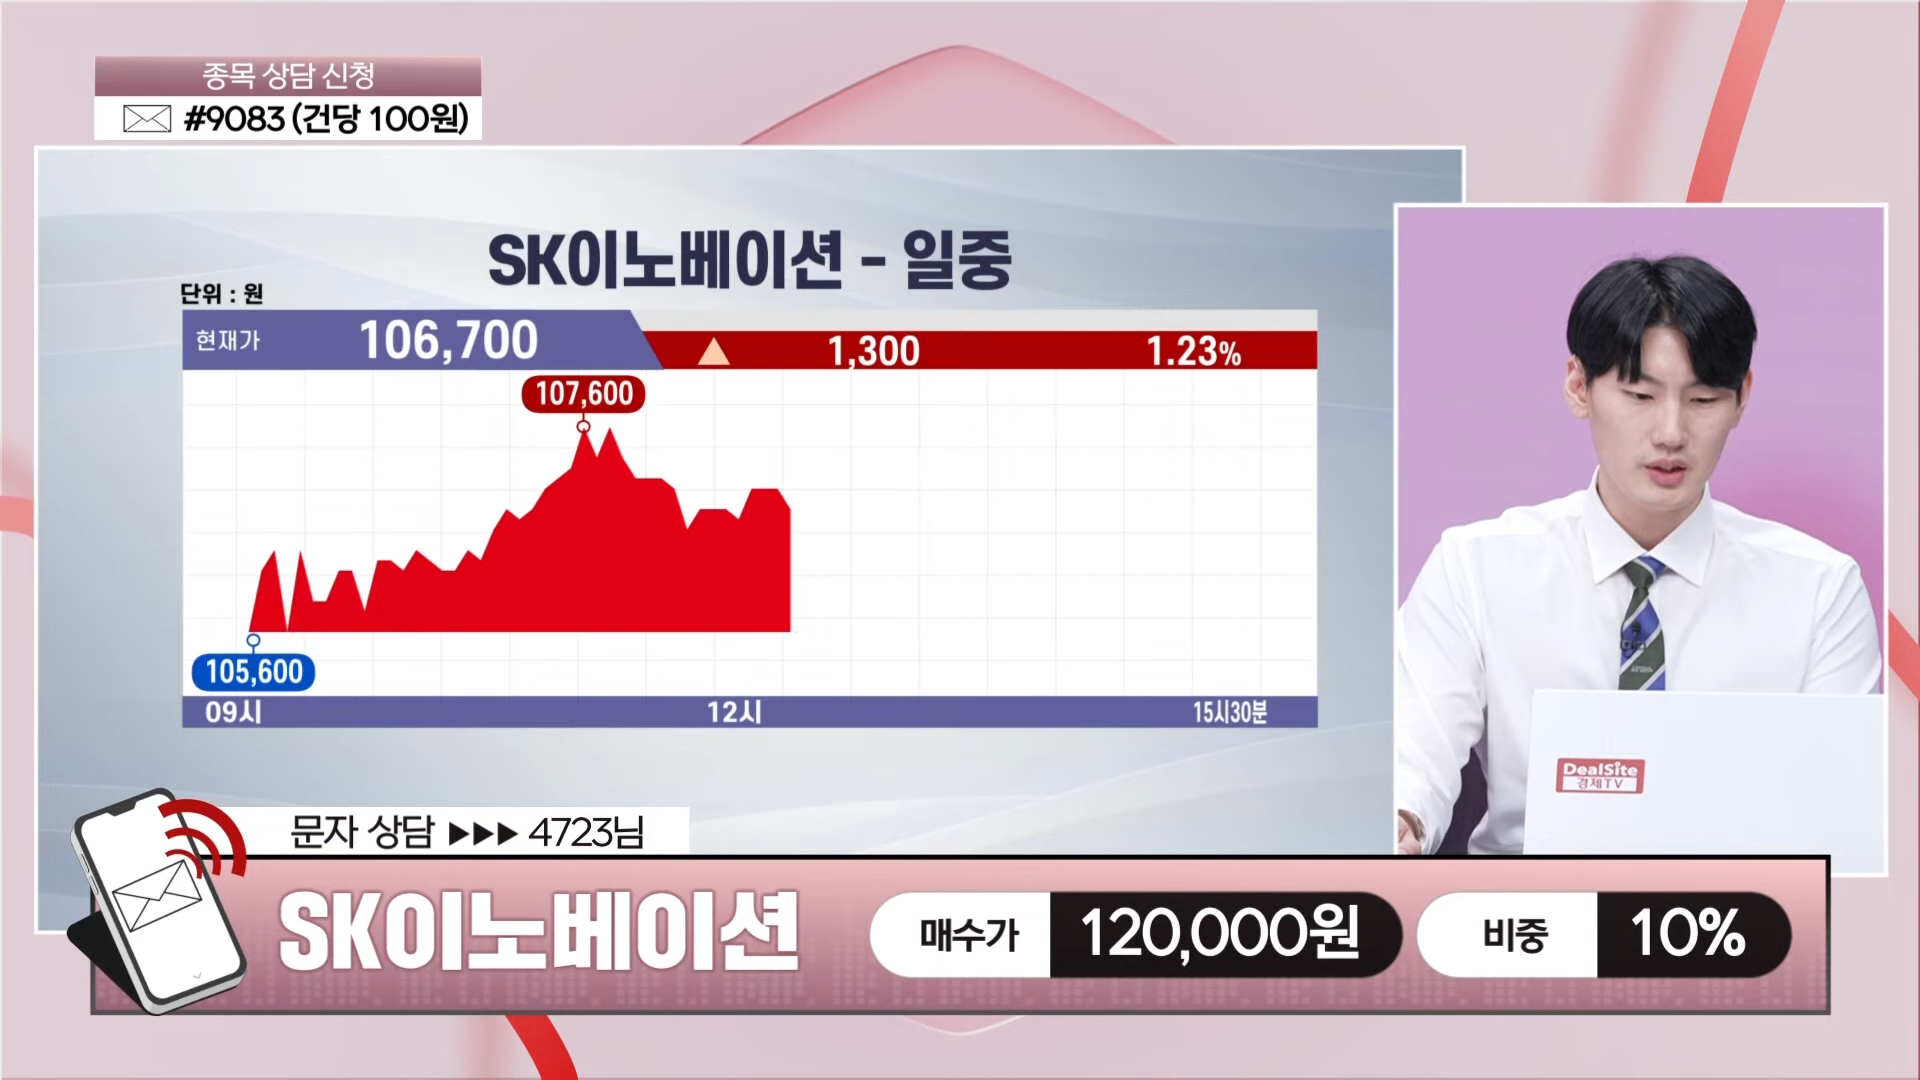 종목 상담 신청
#9083 (건당 100원)
SK이노베이션 - 일중
단위 : 원
현재가 106,700 1,300 1.23%
107,600
105,600
09시 12시 15시30분
DealSite
경제TV
문자 상담 ▶▶▶ 4723님
SK이노베이션 매수가 120,000원 비중 10%